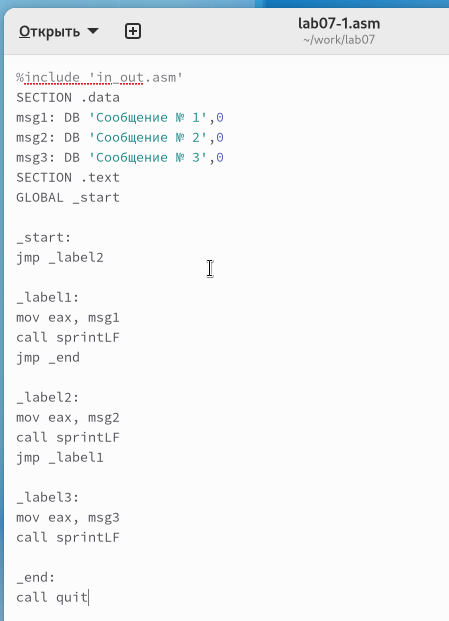 Открыть
lab07-1.asm
~/work/lab07
%include 'in_out.asm'
SECTION .data
msg1: DB 'Сообщение № 1',0
msg2: DB 'Сообщение № 2',0
msg3: DB 'Сообщение № 3',0
SECTION .text
GLOBAL _start
_start:
jmp _label2
_label1:
mov eax, msg1
call sprintLF
jmp _end
_label2:
mov eax, msg2
call sprintLF
jmp _label1
_label3:
mov eax, msg3
call sprintLF
_end:
call quit